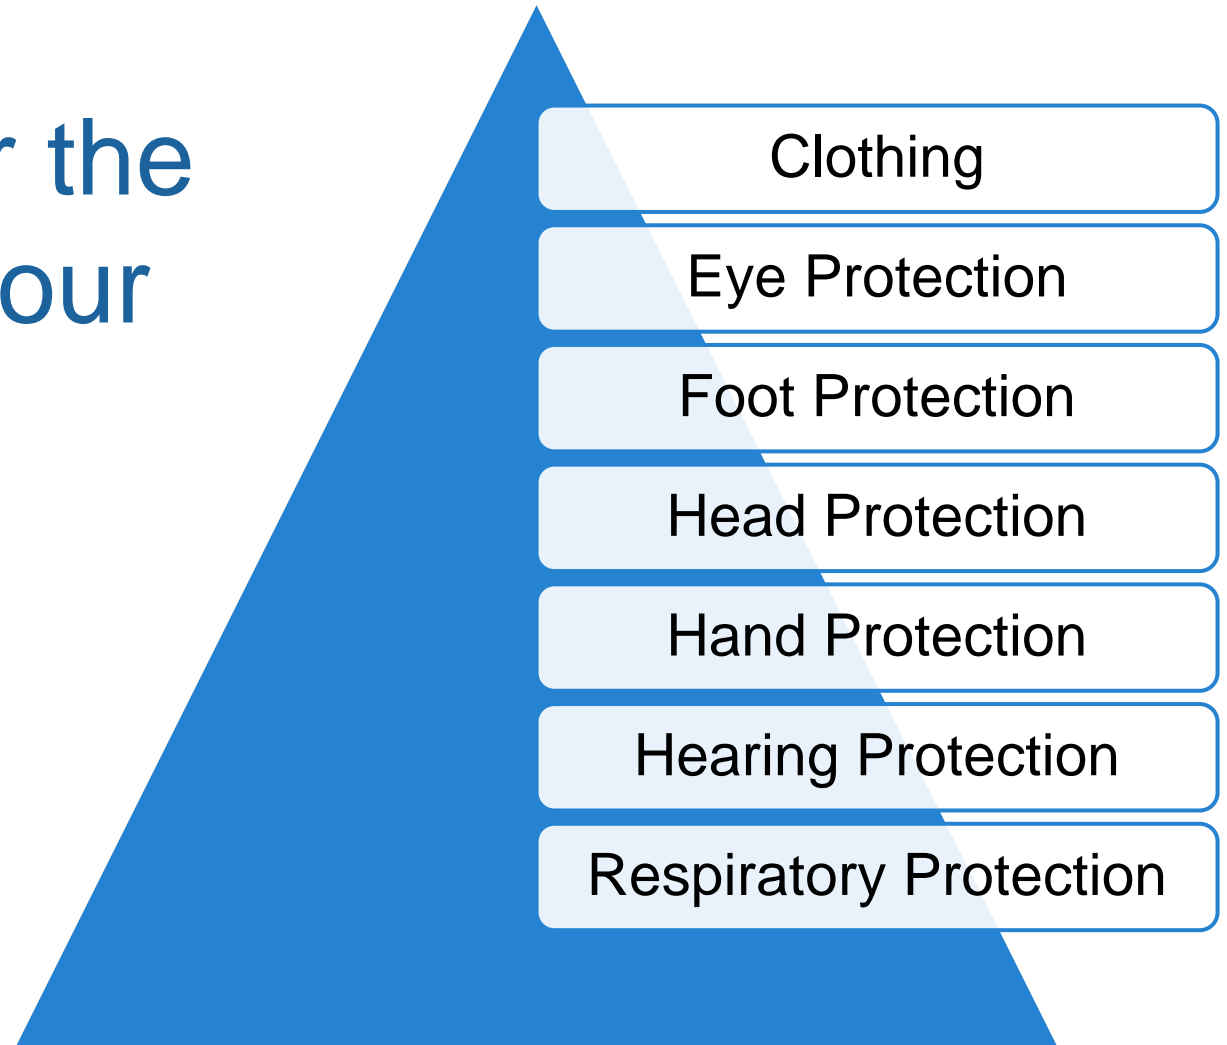 r the
our
Clothing
Eye Protection
Foot Protection
Head Protection
Hand Protection
Hearing Protection
Respiratory Protection